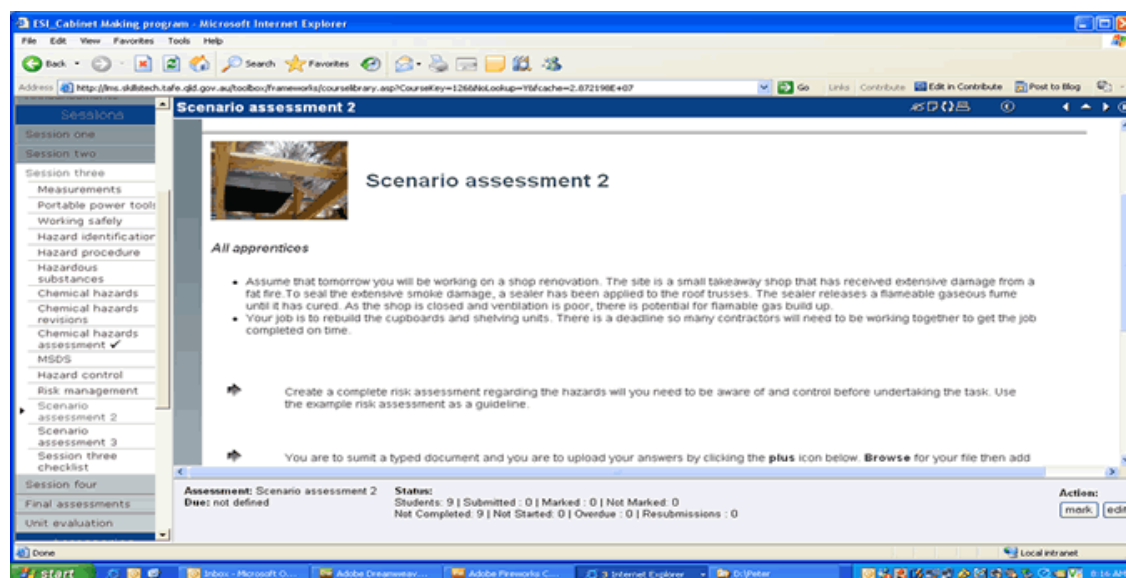 ESI_Cabinet Making program - Microsoft Internet Explorer
File Edit View Favorites Tools Help
Back Search Favorites
Address http://lms.skillstech.tafe.qld.gov.au/toolbox/frameworks/courselibrary.asp?CourseKey=1266&NoLookup=Y6fcache=2.872198E+07 Go Links Contribute Edit in Contribute Post to Blog
Sessions
Scenario assessment 2
Session one
Session two
Session three
Measurements
Portable power tools
Working safely
Hazard identification
Hazard procedure
Hazardous
substances
Chemical hazards
Chemical hazards
revisions
Chemical hazards
assessment ✓
MSDS
Hazard control
Risk management
Scenario
assessment 2
Scenario
assessment 3
Session three
checklist
Session four
Final assessments
Unit evaluation
Scenario assessment 2
All apprentices
• Assume that tomorrow you will be working on a shop renovation. The site is a small takeaway shop that has received extensive damage from a
fat fire. To seal the extensive smoke damage, a sealer has been applied to the roof trusses. The sealer releases a flameable gaseous fume
until it has cured. As the shop is closed and ventilation is poor, there is potential for flamable gas build up.
• Your job is to rebuild the cupboards and shelving units. There is a deadline so many contractors will need to be working together to get the job
completed on time.
Create a complete risk assessment regarding the hazards will you need to be aware of and control before undertaking the task. Use
the example risk assessment as a guideline.
You are to sumit a typed document and you are to upload your answers by clicking the plus icon below. Browse for your file then add
Assessment: Scenario assessment 2
Due: not defined
Status:
Students: 9 | Submitted : 0 | Marked : 0 | Not Marked: 0
Not Completed: 9 | Not Started: 0 | Overdue : 0 | Resubmissions : 0
Action:
mark edit
Done Local intranet
start Inbox - Microsoft O... Adobe Dreamweav... Adobe Fireworks C... 3 Internet Explorer D:\Peter 8:16 AM